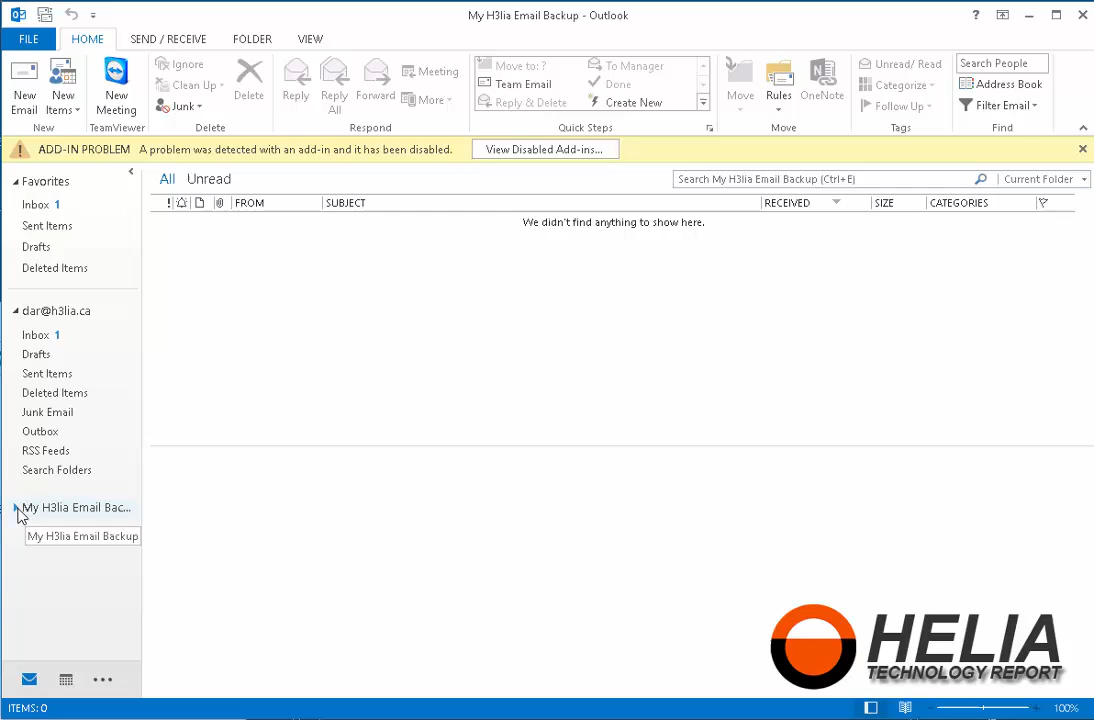 My H3lia Email Backup - Outlook
FILE HOME SEND / RECEIVE FOLDER VIEW
New Email
New Items
New Meeting
Ignore
Clean Up
Junk
Delete
Reply
Reply All
Forward
Meeting
More
Move to: ?
Team Email
Reply & Delete
To Manager
Done
Create New
Move
Rules
OneNote
Unread/ Read
Categorize
Follow Up
Search People
Address Book
Filter Email
New TeamViewer Delete Respond Quick Steps Move Tags Find
ADD-IN PROBLEM A problem was detected with an add-in and it has been disabled. View Disabled Add-ins...
Favorites
Inbox 1
Sent Items
Drafts
Deleted Items
dar@h3lia.ca
Inbox 1
Drafts
Sent Items
Deleted Items
Junk Email
Outbox
RSS Feeds
Search Folders
My H3lia Email Bac...
My H3lia Email Backup
All Unread
Search My H3lia Email Backup (Ctrl+E) Current Folder
! FROM SUBJECT RECEIVED SIZE CATEGORIES
We didn't find anything to show here.
HELIA
TECHNOLOGY REPORT
ITEMS: 0
100%